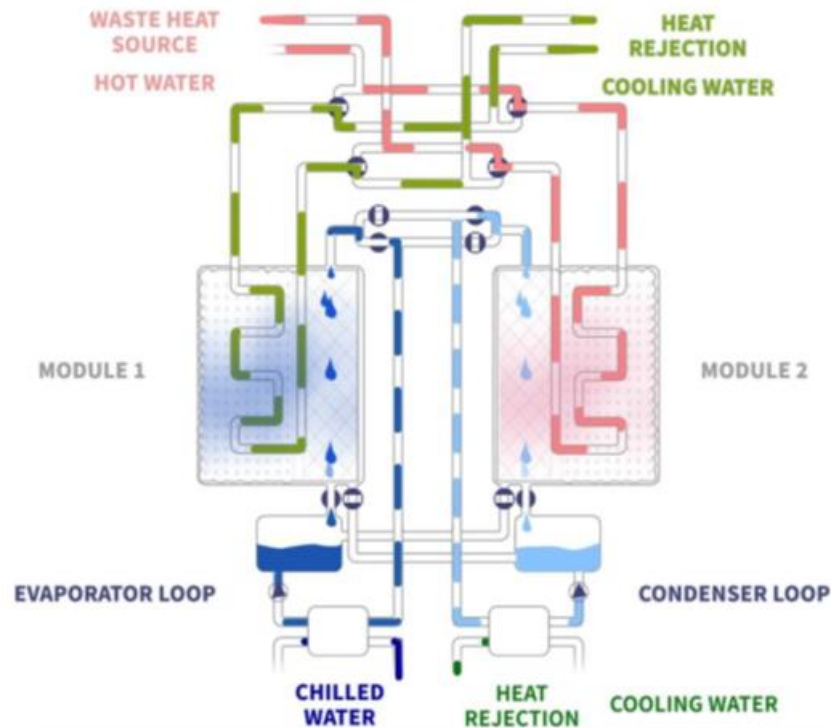 WASTE HEAT
SOURCE
HOT WATER
HEAT
REJECTION
COOLING WATER
MODULE 1
MODULE 2
EVAPORATOR LOOP
CONDENSER LOOP
CHILLED
WATER
HEAT
REJECTION
COOLING WATER